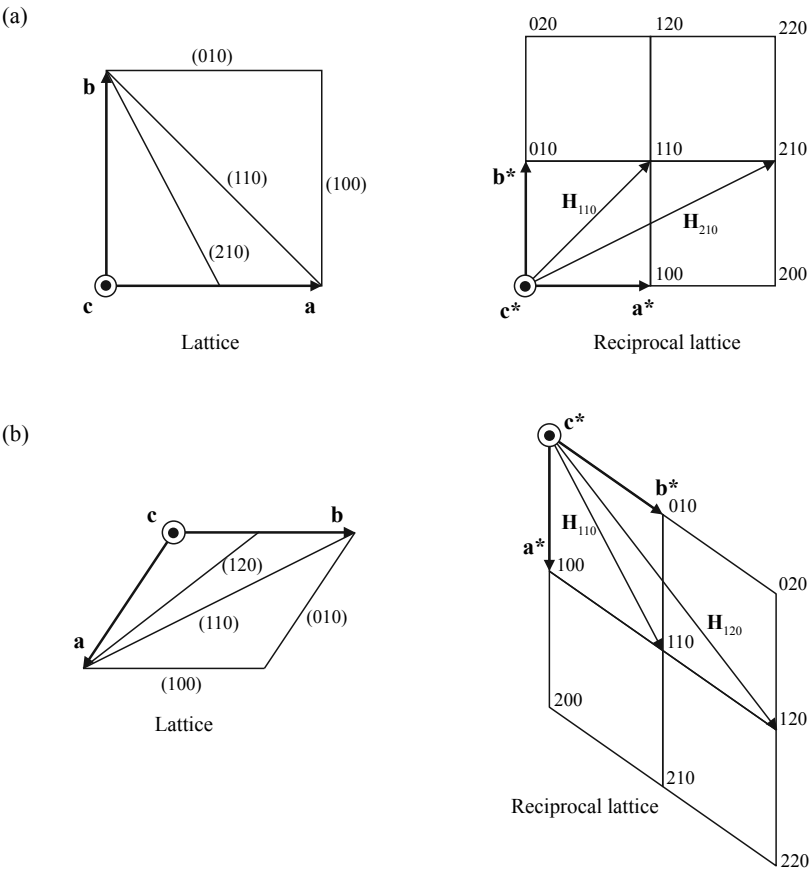 (a)
(010)
b
(110)
(100)
(210)
c
a
Lattice
020
120
220
010
110
210
b*
H110
H210
100
200
c*
a*
Reciprocal lattice
(b)
c
b
(120)
(110)
(010)
a
(100)
Lattice
c*
b*
010
H110
a*
100
020
H120
110
200
120
210
Reciprocal lattice
220